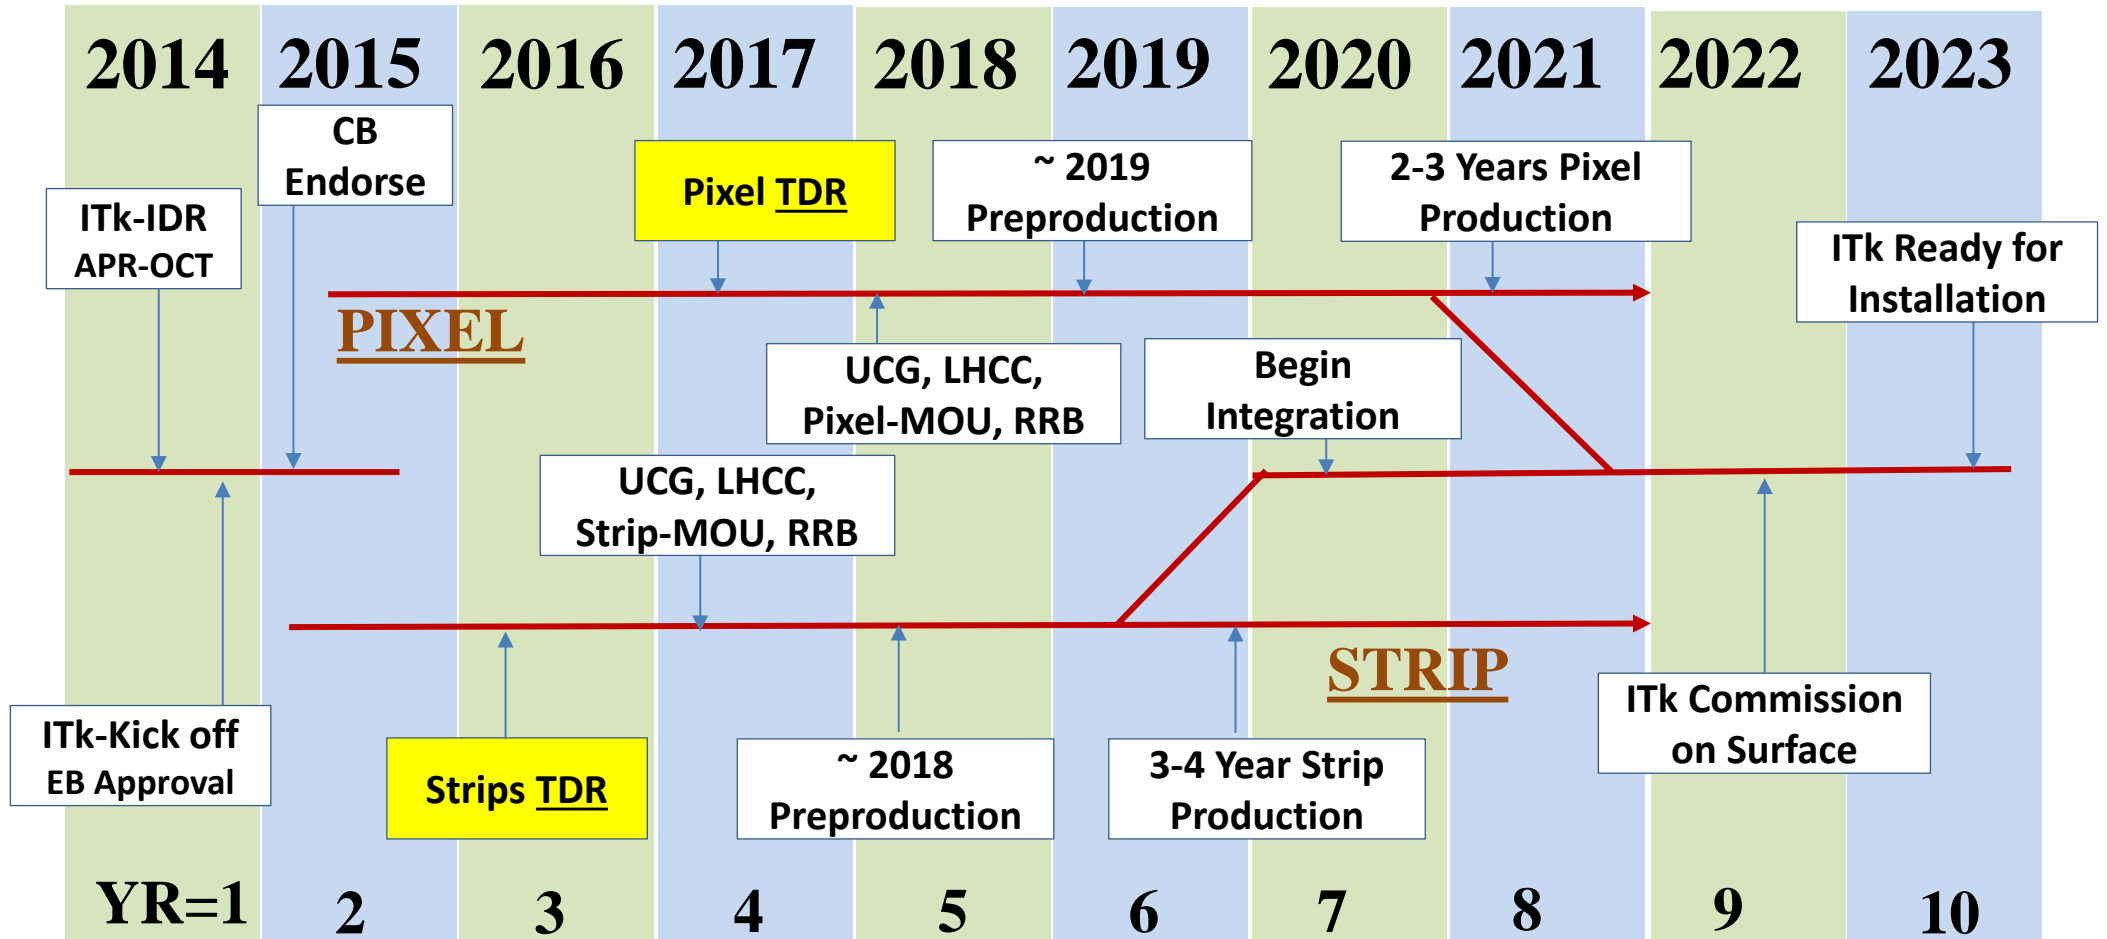 2014 2015 2016 2017 2018 2019 2020 2021 2022 2023
CB
Endorse
ITk-IDR
APR-OCT
Pixel TDR
~ 2019
Preproduction
2-3 Years Pixel
Production
ITk Ready for
Installation
PIXEL
UCG, LHCC,
Pixel-MOU, RRB
Begin
Integration
UCG, LHCC,
Strip-MOU, RRB
STRIP
ITk-Kick off
EB Approval
Strips TDR
~ 2018
Preproduction
3-4 Year Strip
Production
ITk Commission
on Surface
YR=1 2 3 4 5 6 7 8 9 10